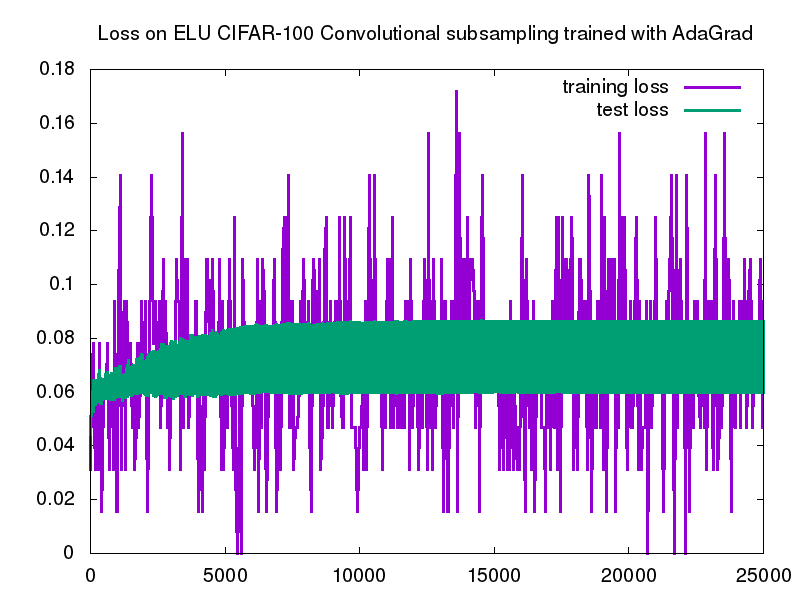 Loss on ELU CIFAR-100 Convolutional subsampling trained with AdaGrad
0.18
training loss
test loss
0.16
0.14
0.12
0.1
0.08
0.06
0.04
0.02
0
0 5000 10000 15000 20000 25000